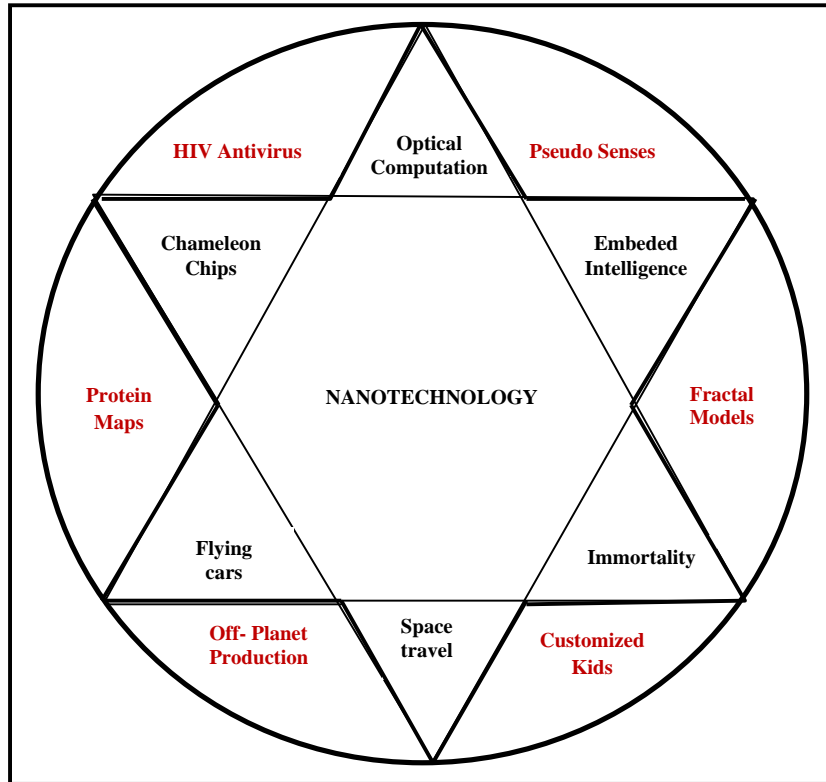 Optical
Computation
HIV Antivirus
Pseudo Senses
Chameleon
Chips
Embeded
Intelligence
Protein
Maps
NANOTECHNOLOGY
Fractal
Models
Flying
cars
Immortality
Off- Planet
Production
Space
travel
Customized
Kids